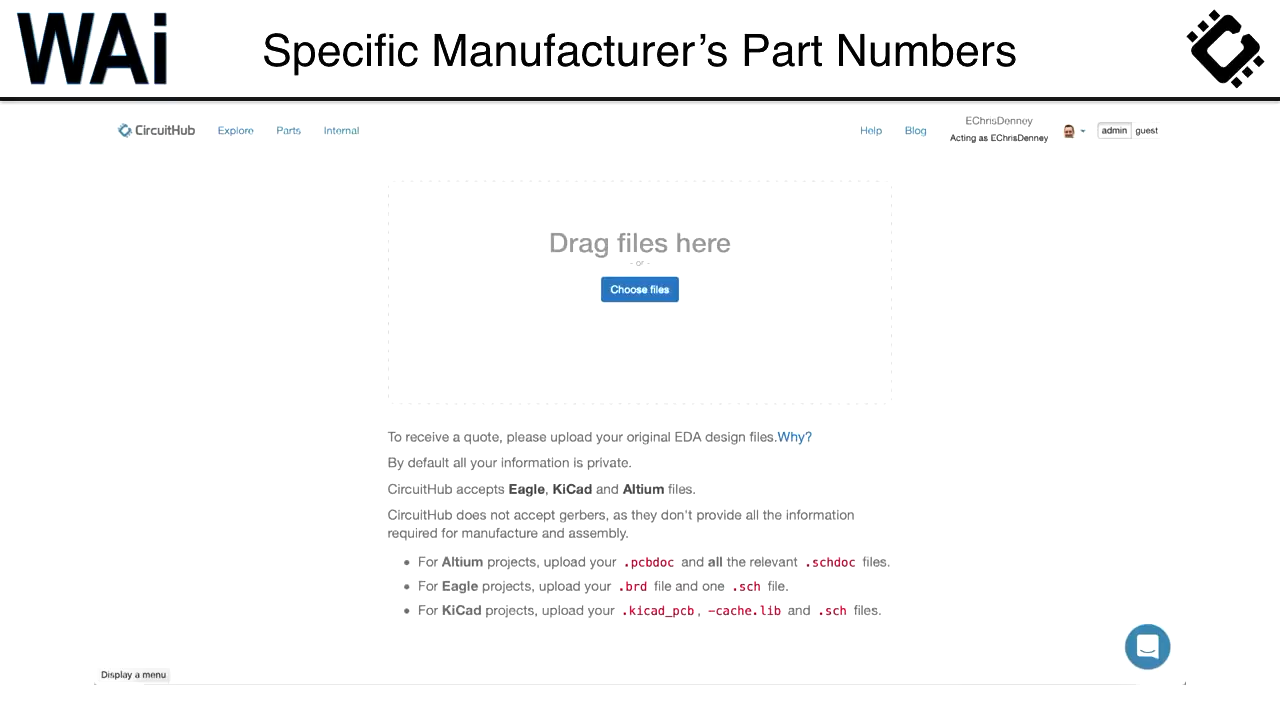 WAi
Specific Manufacturer’s Part Numbers
CircuitHub
Explore
Parts
Internal
Help
Blog
EChrisDenney
Acting as EChrisDenney
admin
guest
Drag files here
- or -
Choose files
To receive a quote, please upload your original EDA design files.Why?
By default all your information is private.
CircuitHub accepts Eagle, KiCad and Altium files.
CircuitHub does not accept gerbers, as they don't provide all the information
required for manufacture and assembly.
• For Altium projects, upload your .pcbdoc and all the relevant .schdoc files.
• For Eagle projects, upload your .brd file and one .sch file.
• For KiCad projects, upload your .kicad_pcb, -cache.lib and .sch files.
Display a menu